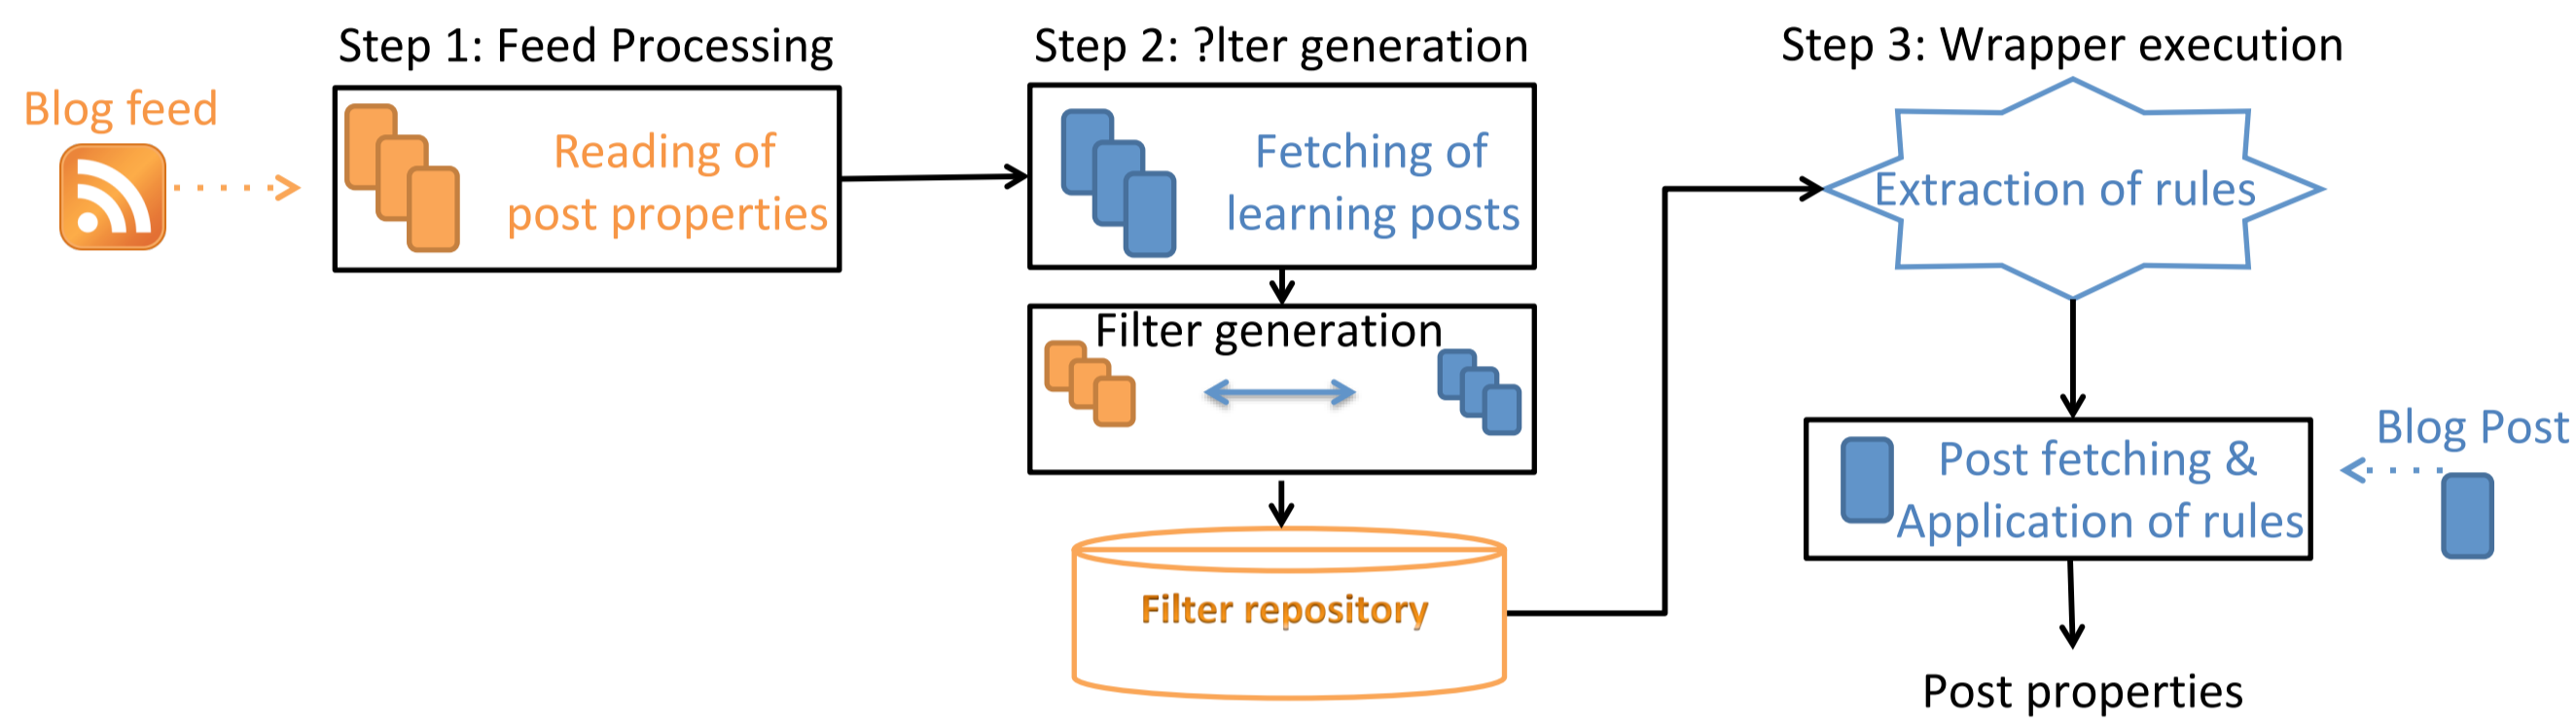 Step 1: Feed Processing
Blog feed
Reading of
post properties
Step 2: ?lter generation
Fetching of
learning posts
Filter generation
Filter repository
Step 3: Wrapper execution
Extraction of rules
Post fetching &
Application of rules
Blog Post
Post properties